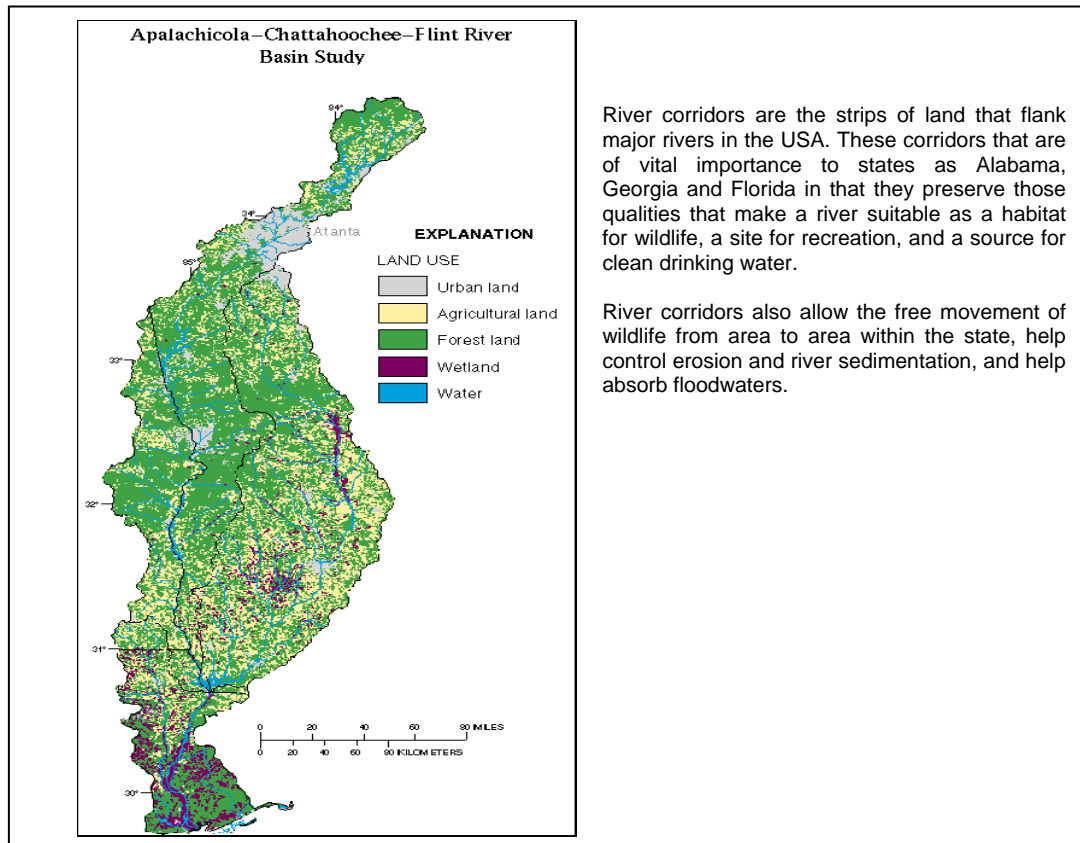 Apalachicola–Chattahoochee–Flint River
Basin Study
84°
34°
Atanta
85°
EXPLANATION
LAND USE
Urban land
Agricultural land
Forest land
Wetland
Water
33°
32°
31°
30°
0 20 40 60 80 MILES
0 20 40 60 80 KILOMETERS
River corridors are the strips of land that flank
major rivers in the USA. These corridors that are
of vital importance to states as Alabama,
Georgia and Florida in that they preserve those
qualities that make a river suitable as a habitat
for wildlife, a site for recreation, and a source for
clean drinking water.
River corridors also allow the free movement of
wildlife from area to area within the state, help
control erosion and river sedimentation, and help
absorb floodwaters.